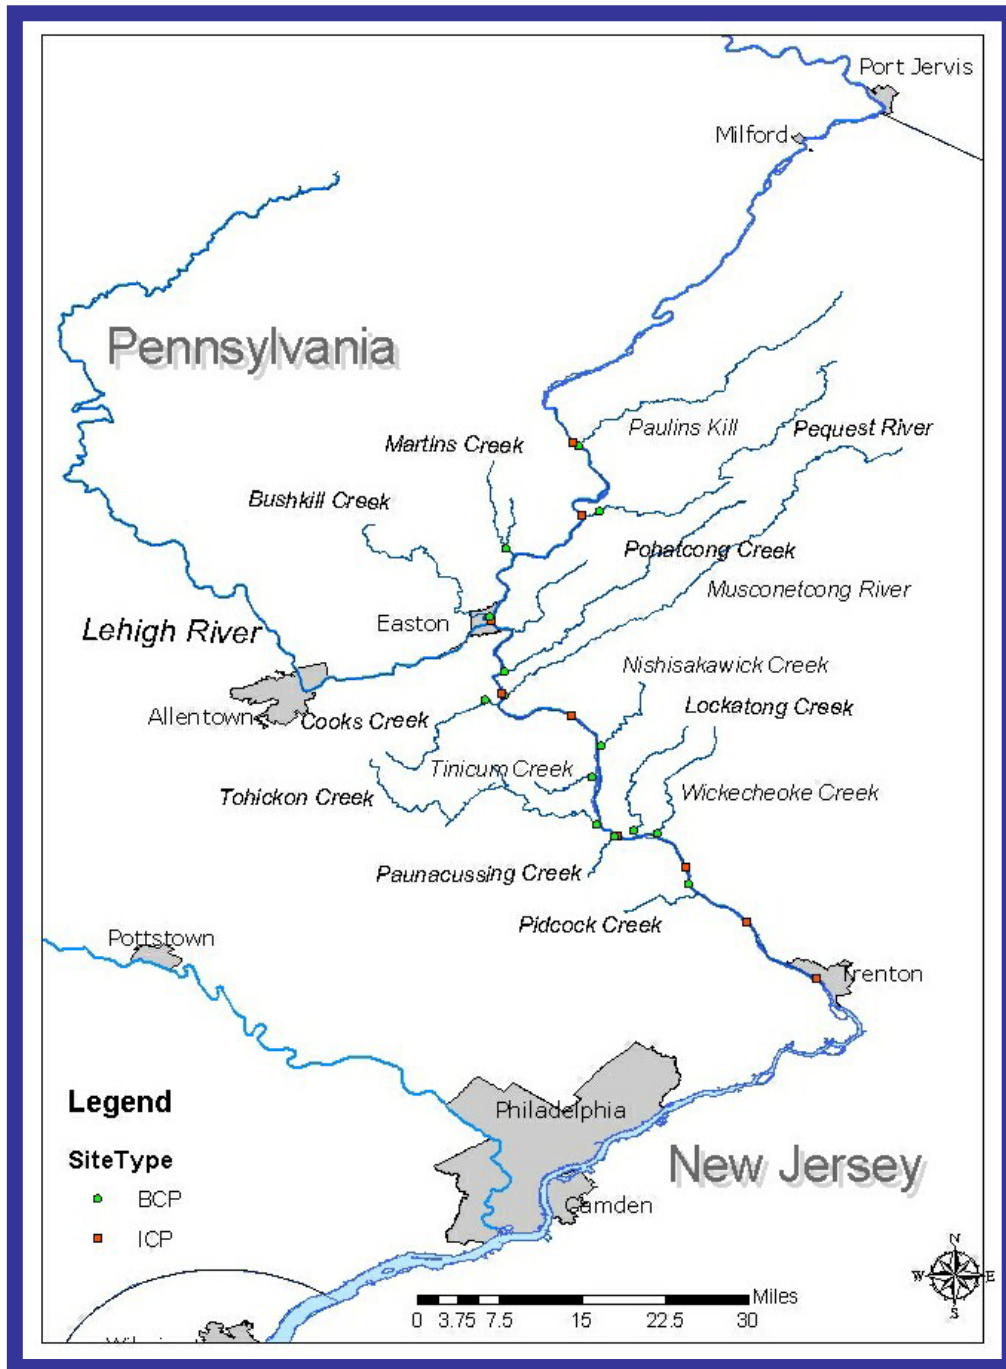 Port Jervis
Milford
Pennsylvania
Paulins Kill
Pequest River
Martins Creek
Bushkill Creek
Pohatcong Creek
Musconetcong River
Easton
Lehigh River
Nishisakawick Creek
Lockatong Creek
Allentown
Cooks Creek
Tinicum Creek
Tohickon Creek
Wickecheoke Creek
Paunacussing Creek
Pidcock Creek
Pottstown
Trenton
Legend
Philadelphia
SiteType
New Jersey
BCP
Camden
ICP
N
W E
S
Miles
0 3.75 7.5 15 22.5 30